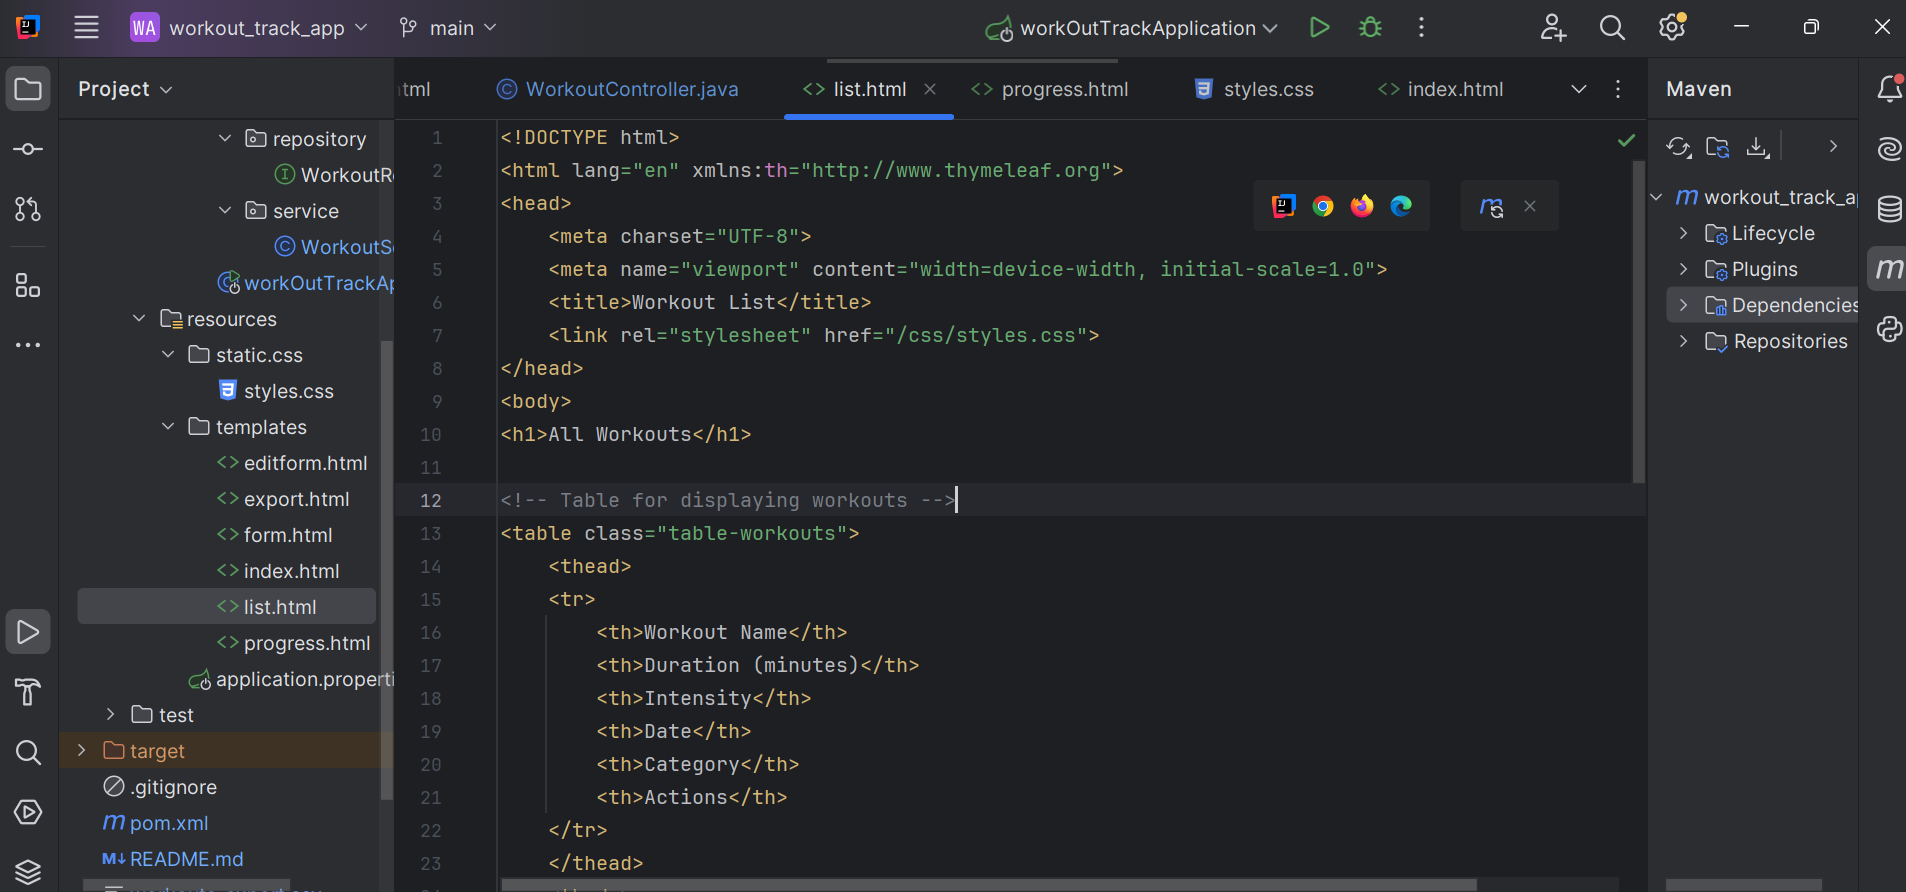 WA workout_track_app main workOutTrackApplication
Project
WorkoutController.java list.html progress.html styles.css index.html
Maven
repository
service
resources
static.css
styles.css
templates
editform.html
export.html
form.html
index.html
list.html
progress.html
test
target
.gitignore
pom.xml
README.md
1 <!DOCTYPE html>
2 <html lang="en" xmlns:th="http://www.thymeleaf.org">
3 <head>
4 <meta charset="UTF-8">
5 <meta name="viewport" content="width=device-width, initial-scale=1.0">
6 <title>Workout List</title>
7 <link rel="stylesheet" href="/css/styles.css">
8 </head>
9 <body>
10 <h1>All Workouts</h1>
11
12 <!-- Table for displaying workouts -->
13 <table class="table-workouts">
14 <thead>
15 <tr>
16 <th>Workout Name</th>
17 <th>Duration (minutes)</th>
18 <th>Intensity</th>
19 <th>Date</th>
20 <th>Category</th>
21 <th>Actions</th>
22 </tr>
23 </thead>
Lifecycle
Plugins
Dependencies
Repositories